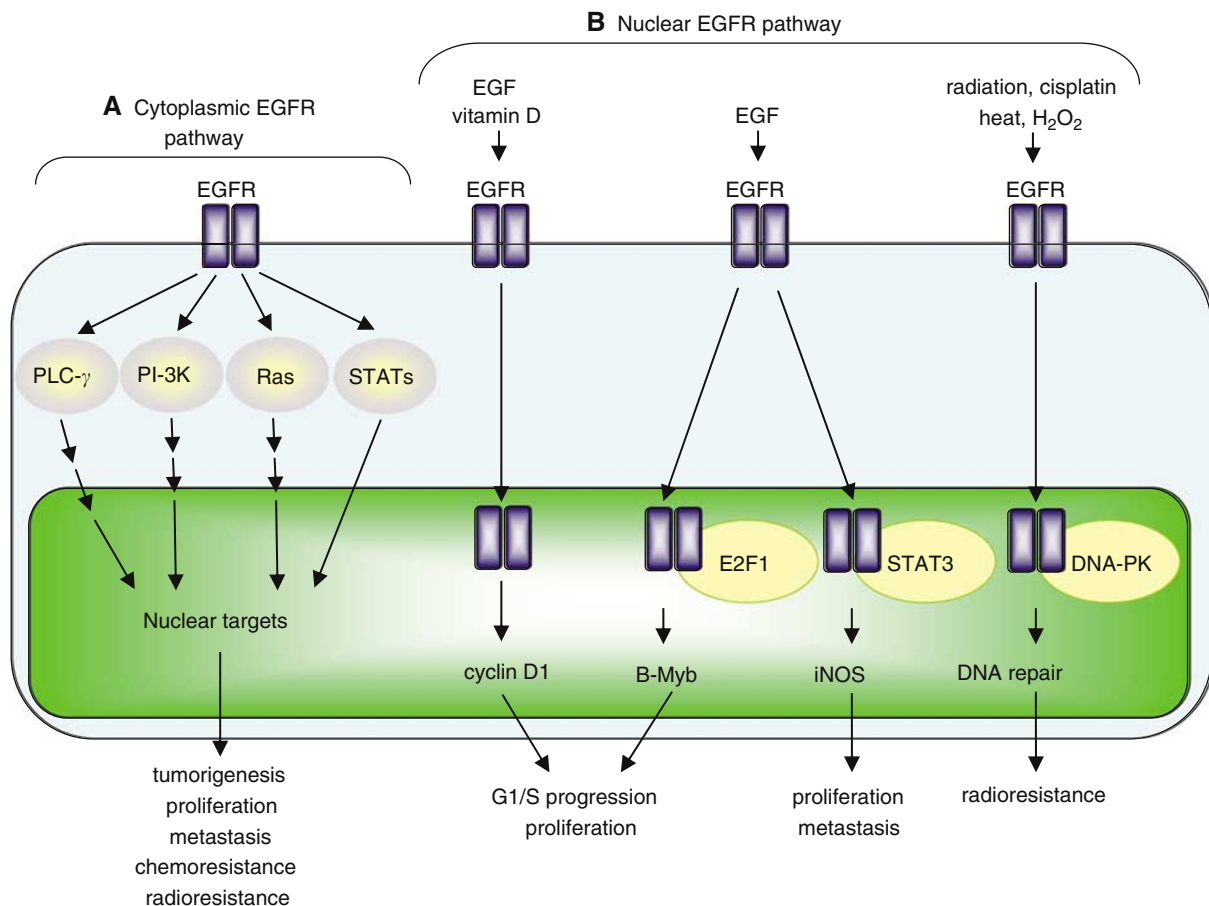 B Nuclear EGFR pathway
A Cytoplasmic EGFR
pathway
EGF
vitamin D
EGF
radiation, cisplatin
heat, H₂O₂
EGFR
EGFR
EGFR
EGFR
PLC-γ
PI-3K
Ras
STATs
E2F1
STAT3
DNA-PK
Nuclear targets
cyclin D1
B-Myb
iNOS
DNA repair
tumorigenesis
proliferation
metastasis
chemoresistance
radioresistance
G1/S progression
proliferation
proliferation
metastasis
radioresistance